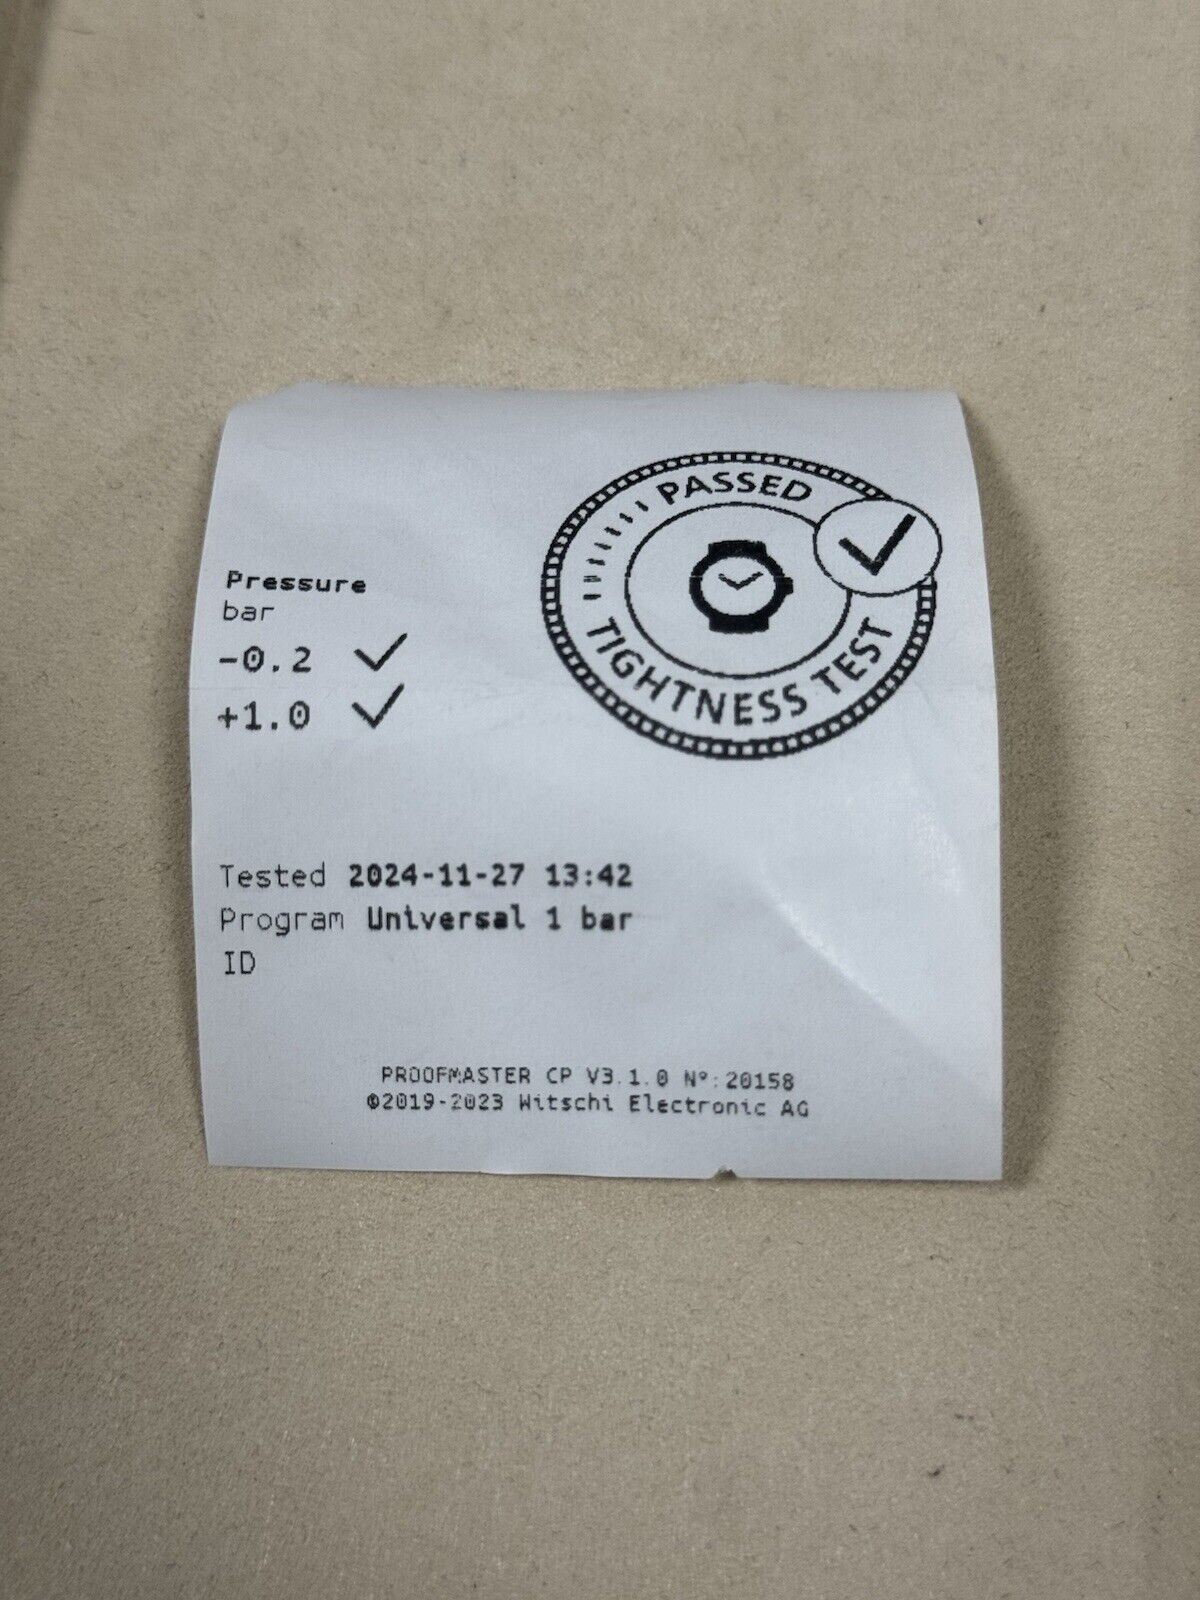 PASSED
TIGHTNESS TEST
Pressure
bar
-0.2
+1.0
Tested 2024-11-27 13:42
Program Universal 1 bar
ID
PROOFMASTER CP V3.1.0 Nº:20158
©2019-2023 Witschi Electronic AG